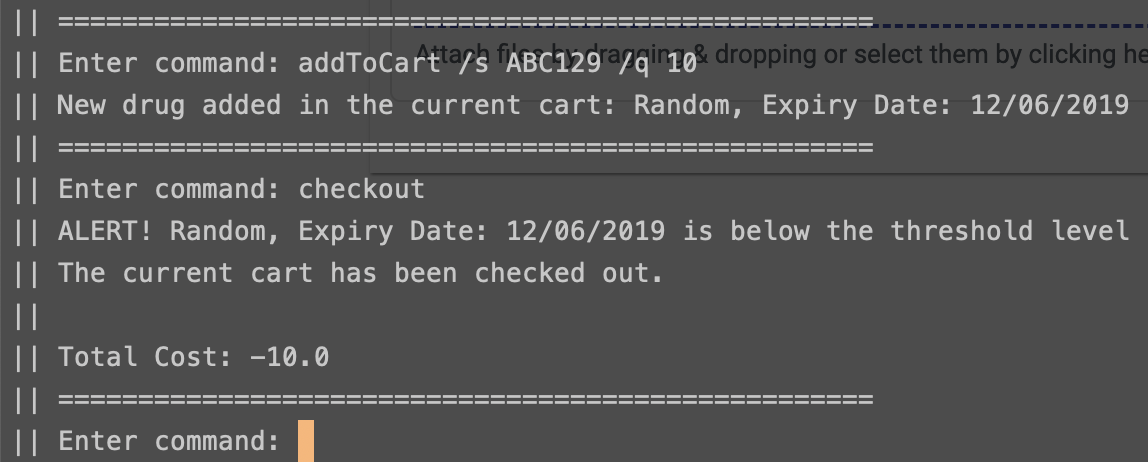 || ===================================================
|| Enter command: addToCart /s ABC129 /q 10
Attach files by dragging & dropping or select them by clicking he
|| New drug added in the current cart: Random, Expiry Date: 12/06/2019
|| ===================================================
|| Enter command: checkout
|| ALERT! Random, Expiry Date: 12/06/2019 is below the threshold level
|| The current cart has been checked out.
||
|| Total Cost: -10.0
|| ===================================================
|| Enter command: